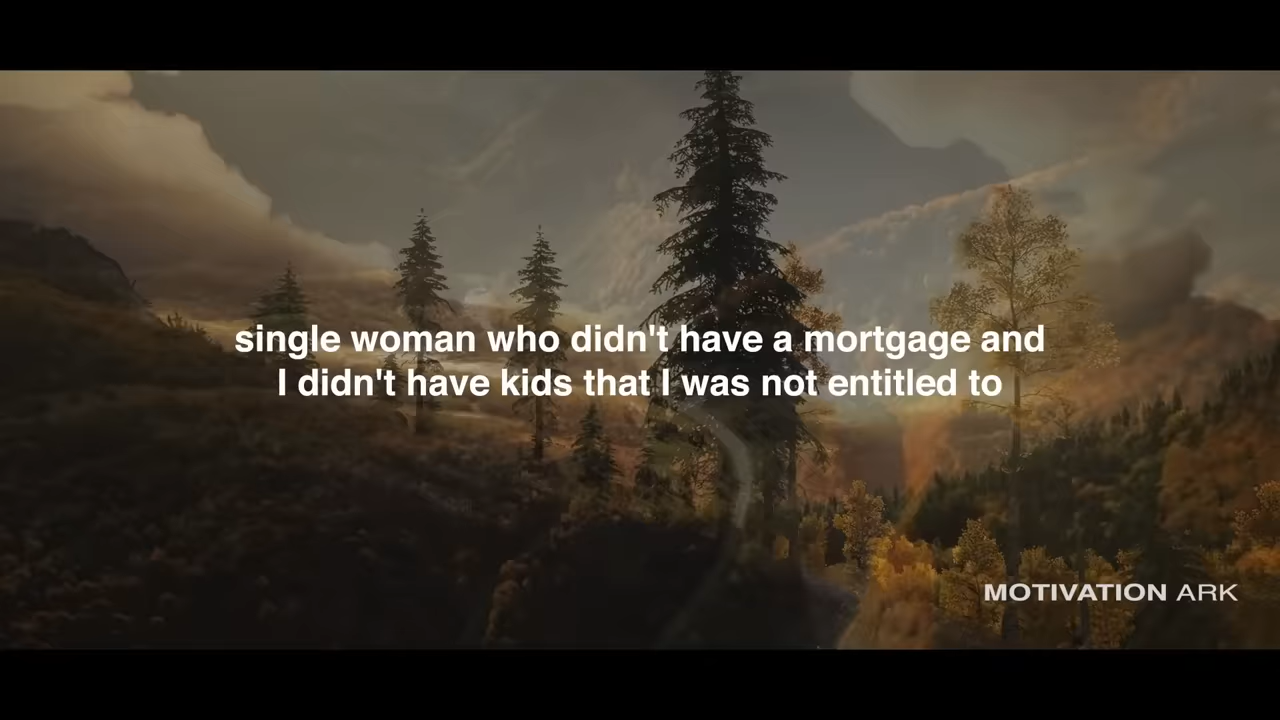 single woman who didn't have a mortgage and
I didn't have kids that I was not entitled to
MOTIVATION ARK